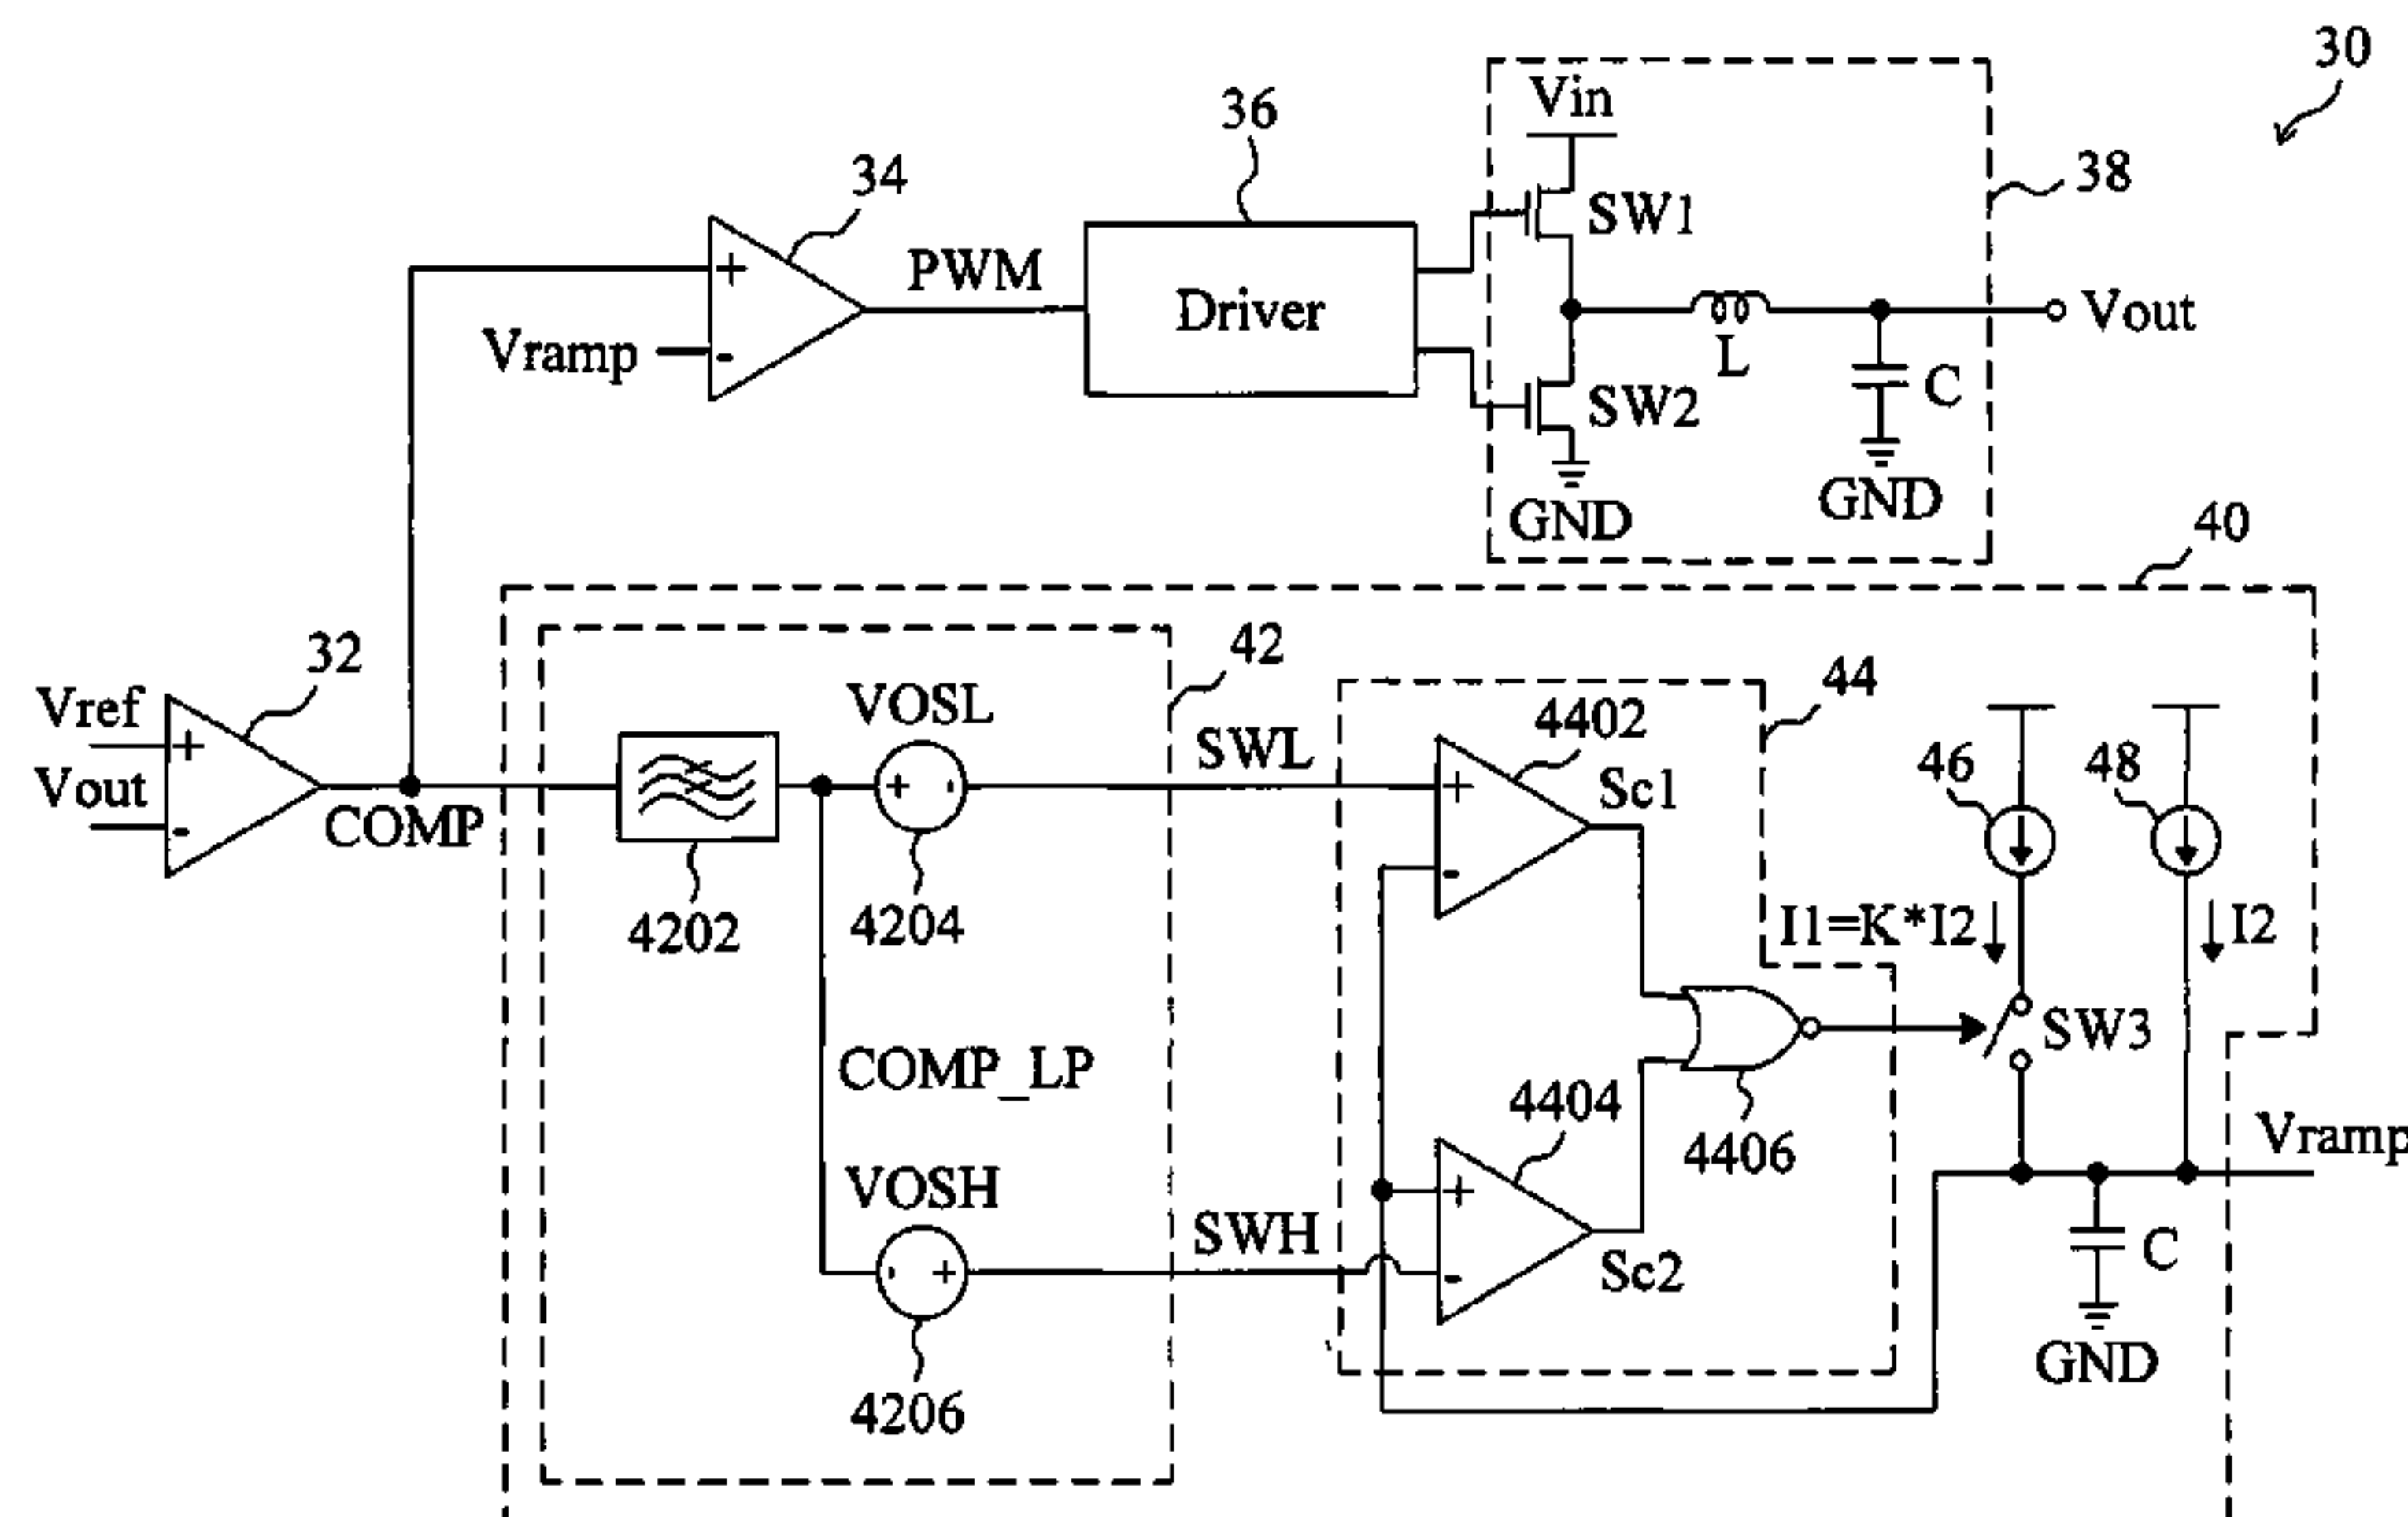 30
Vin
36
34
38
SW1
PWM
Driver
Vout
Vramp
L
C
SW2
GND
GND
40
32
42
44
Vref
VOSL
4402
SWL
Sc1
46
48
Vout
COMP
4202
4204
I1=K*I2
I2
SW3
COMP_LP
4404
4406
Vramp
VOSH
SWH
Sc2
C
GND
4206
+
-
+
-
+
-
+
-
+
-
-
+